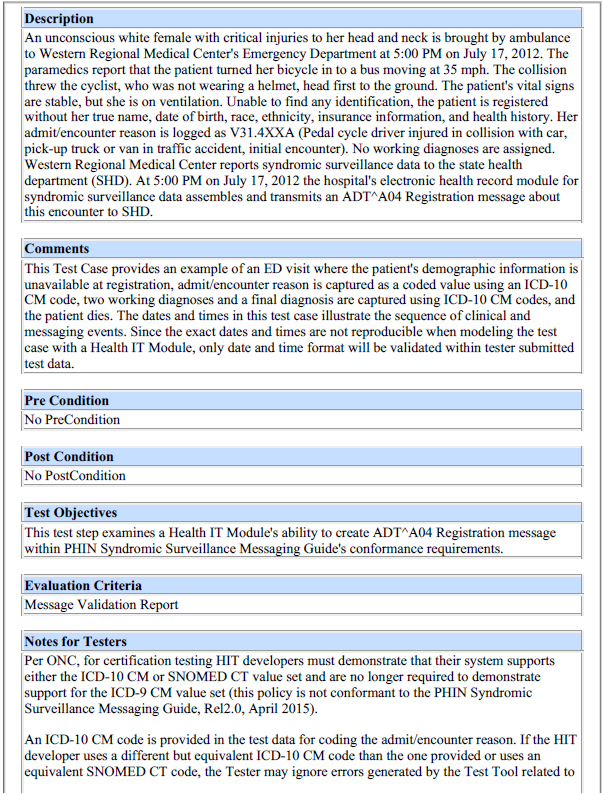 Description
An unconscious white female with critical injuries to her head and neck is brought by ambulance
to Western Regional Medical Center's Emergency Department at 5:00 PM on July 17, 2012. The
paramedics report that the patient turned her bicycle in to a bus moving at 35 mph. The collision
threw the cyclist, who was not wearing a helmet, head first to the ground. The patient's vital signs
are stable, but she is on ventilation. Unable to find any identification, the patient is registered
without her true name, date of birth, race, ethnicity, insurance information, and health history. Her
admit/encounter reason is logged as V31.4XXA (Pedal cycle driver injured in collision with car,
pick-up truck or van in traffic accident, initial encounter). No working diagnoses are assigned.
Western Regional Medical Center reports syndromic surveillance data to the state health
department (SHD). At 5:00 PM on July 17, 2012 the hospital's electronic health record module for
syndromic surveillance data assembles and transmits an ADT^A04 Registration message about
this encounter to SHD.
Comments
This Test Case provides an example of an ED visit where the patient's demographic information is
unavailable at registration, admit/encounter reason is captured as a coded value using an ICD-10
CM code, two working diagnoses and a final diagnosis are captured using ICD-10 CM codes, and
the patient dies. The dates and times in this test case illustrate the sequence of clinical and
messaging events. Since the exact dates and times are not reproducible when modeling the test
case with a Health IT Module, only date and time format will be validated within tester submitted
test data.
Pre Condition
No PreCondition
Post Condition
No PostCondition
Test Objectives
This test step examines a Health IT Module's ability to create ADT^A04 Registration message
within PHIN Syndromic Surveillance Messaging Guide's conformance requirements.
Evaluation Criteria
Message Validation Report
Notes for Testers
Per ONC, for certification testing HIT developers must demonstrate that their system supports
either the ICD-10 CM or SNOMED CT value set and are no longer required to demonstrate
support for the ICD-9 CM value set (this policy is not conformant to the PHIN Syndromic
Surveillance Messaging Guide, Rel2.0, April 2015).
An ICD-10 CM code is provided in the test data for coding the admit/encounter reason. If the HIT
developer uses a different but equivalent ICD-10 CM code than the one provided or uses an
equivalent SNOMED CT code, the Tester may ignore errors generated by the Test Tool related to